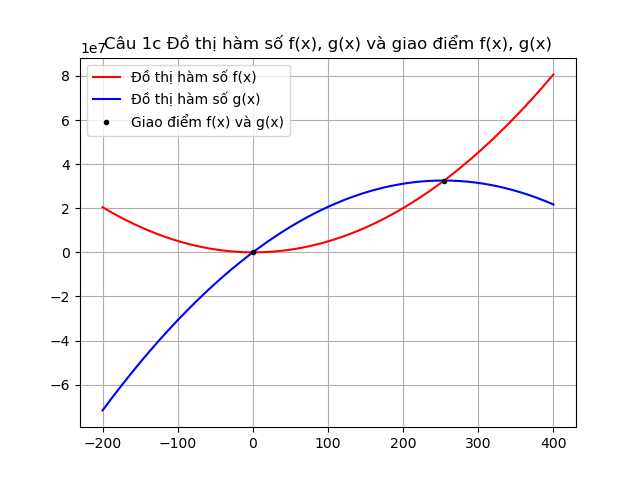 Câu 1c Đồ thị hàm số f(x), g(x) và giao điểm f(x), g(x)
1e7
Đồ thị hàm số f(x)
Đồ thị hàm số g(x)
Giao điểm f(x) và g(x)
8
6
4
2
0
−2
−4
−6
−200 −100 0 100 200 300 400